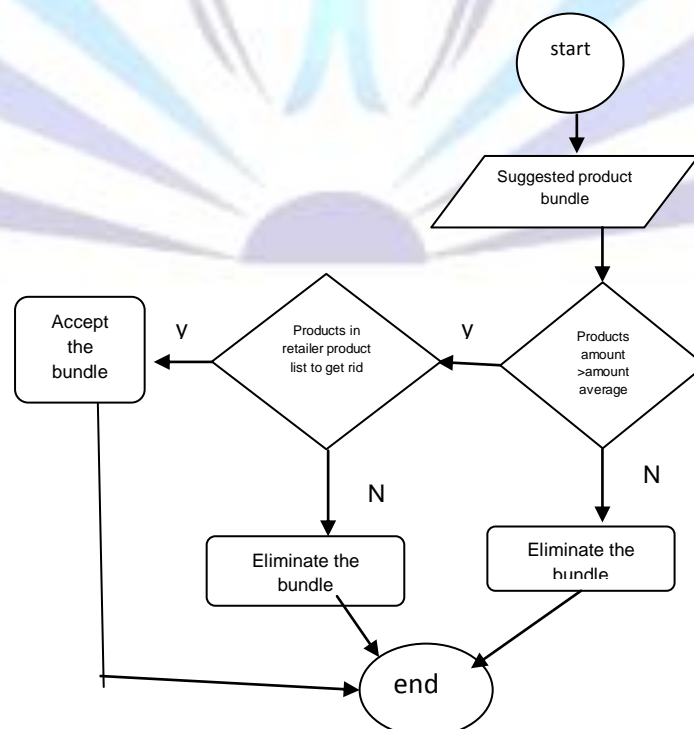 start
Suggested product
bundle
Products
amount
>amount
average
y
Products in
retailer product
list to get rid
y
Accept
the
bundle
N
Eliminate the
bundle
N
Eliminate the
bundle
end